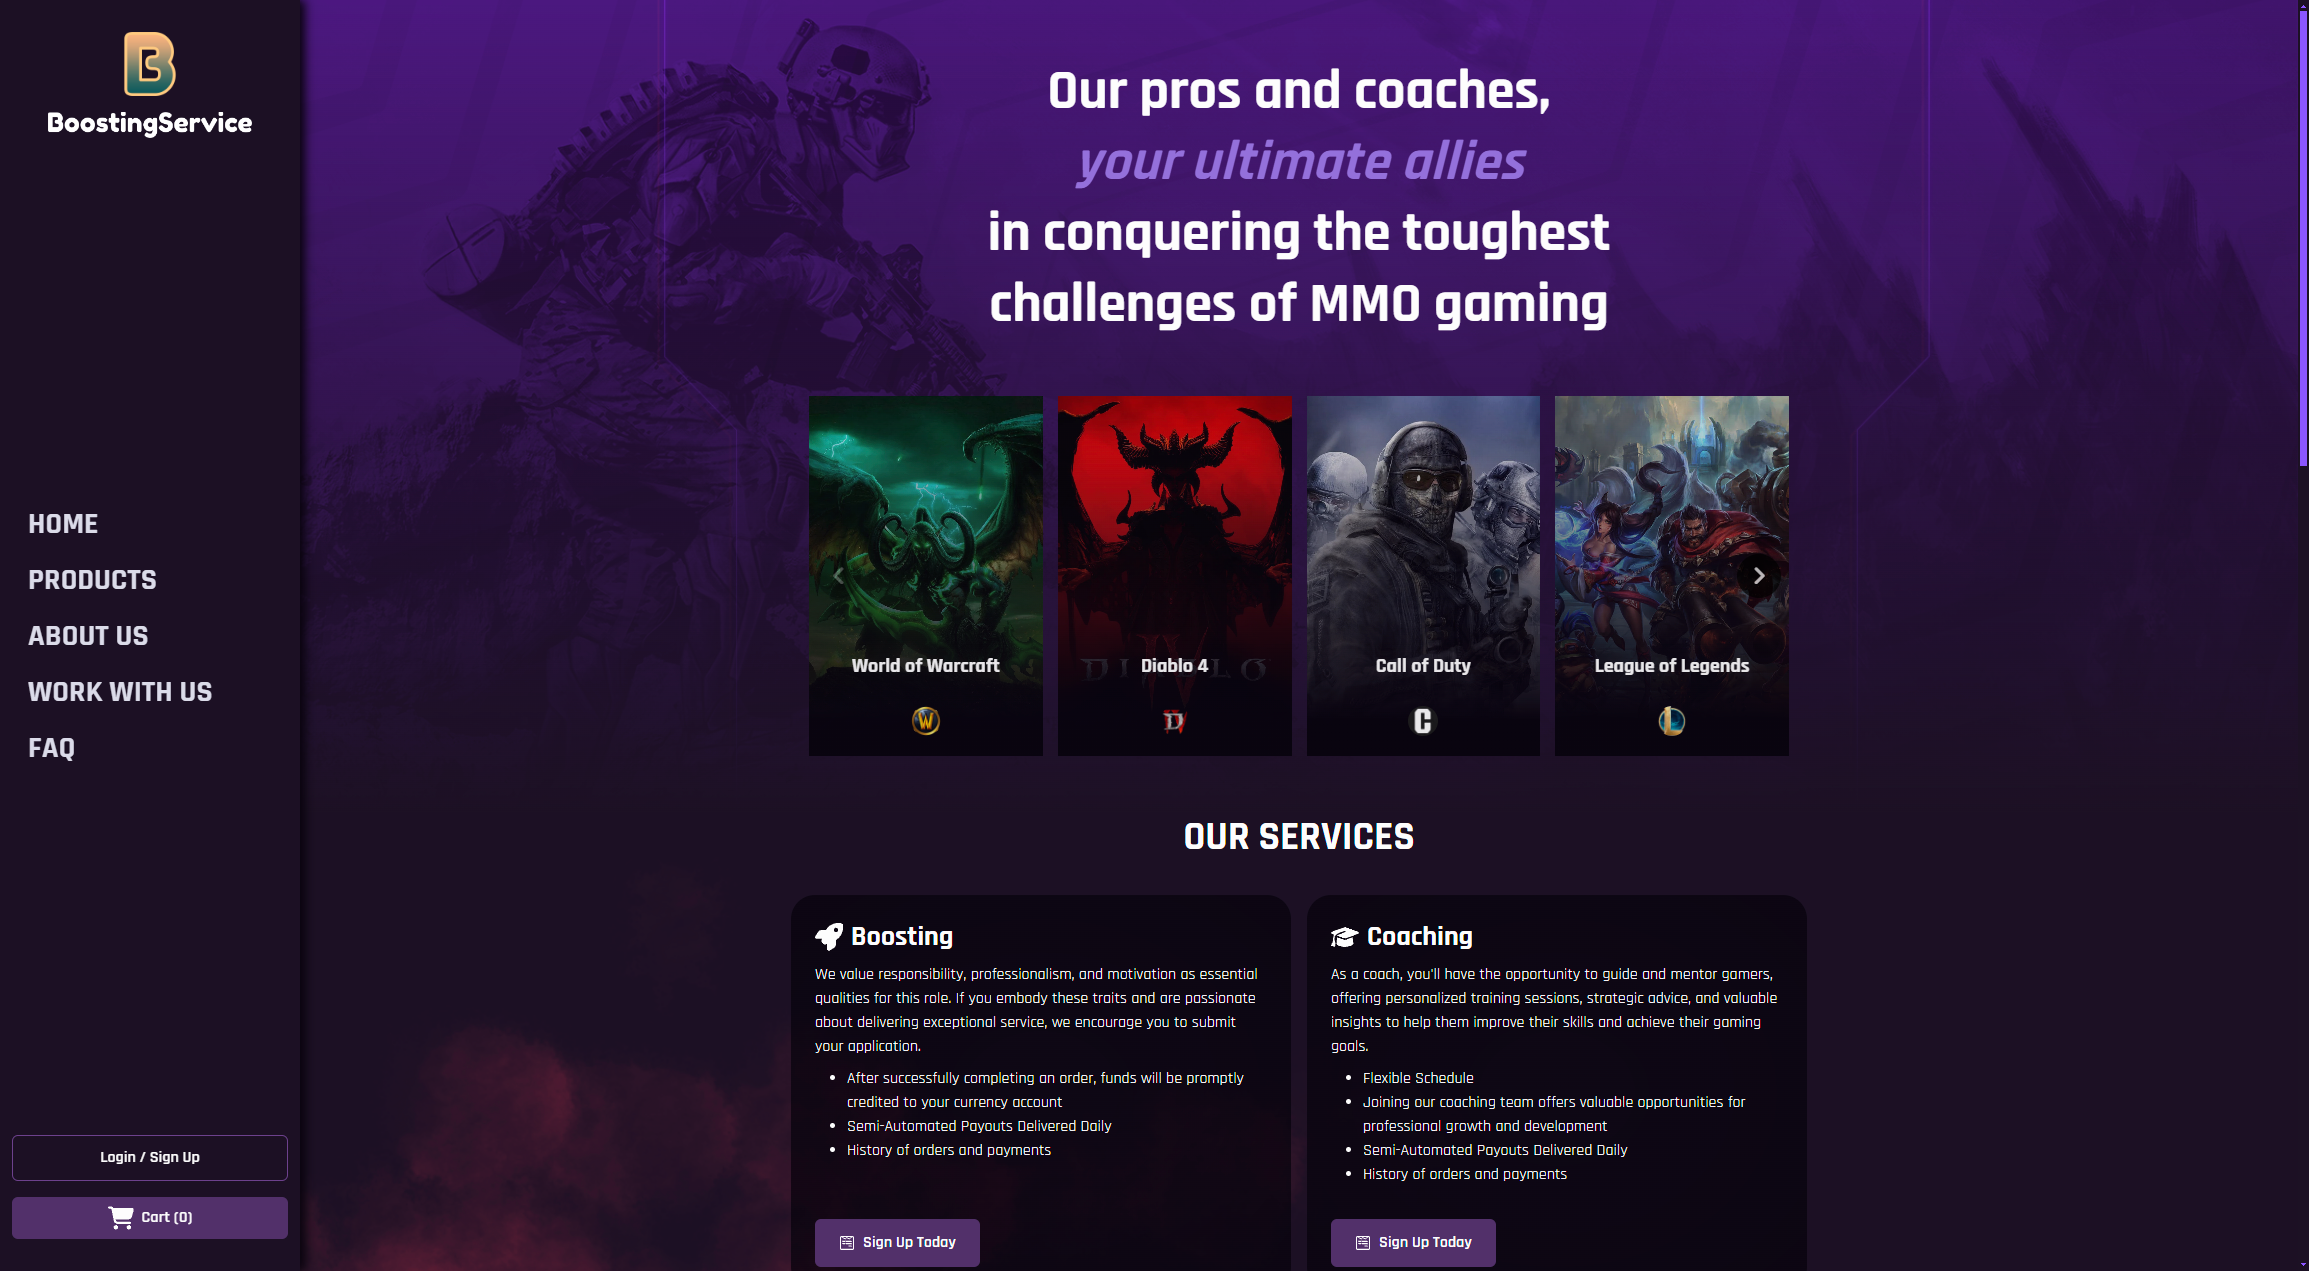 BoostingService
HOME
PRODUCTS
ABOUT US
WORK WITH US
FAQ
Login / Sign Up
Cart (0)
Our pros and coaches,
your ultimate allies
in conquering the toughest
challenges of MMO gaming
World of Warcraft
W
DIABLO
Diablo 4
D
Call of Duty
C
League of Legends
L
OUR SERVICES
Boosting
We value responsibility, professionalism, and motivation as essential
qualities for this role. If you embody these traits and are passionate
about delivering exceptional service, we encourage you to submit
your application.
After successfully completing an order, funds will be promptly
credited to your currency account
Semi-Automated Payouts Delivered Daily
History of orders and payments
Sign Up Today
Coaching
As a coach, you'll have the opportunity to guide and mentor gamers,
offering personalized training sessions, strategic advice, and valuable
insights to help them improve their skills and achieve their gaming
goals.
Flexible Schedule
Joining our coaching team offers valuable opportunities for
professional growth and development
Semi-Automated Payouts Delivered Daily
History of orders and payments
Sign Up Today